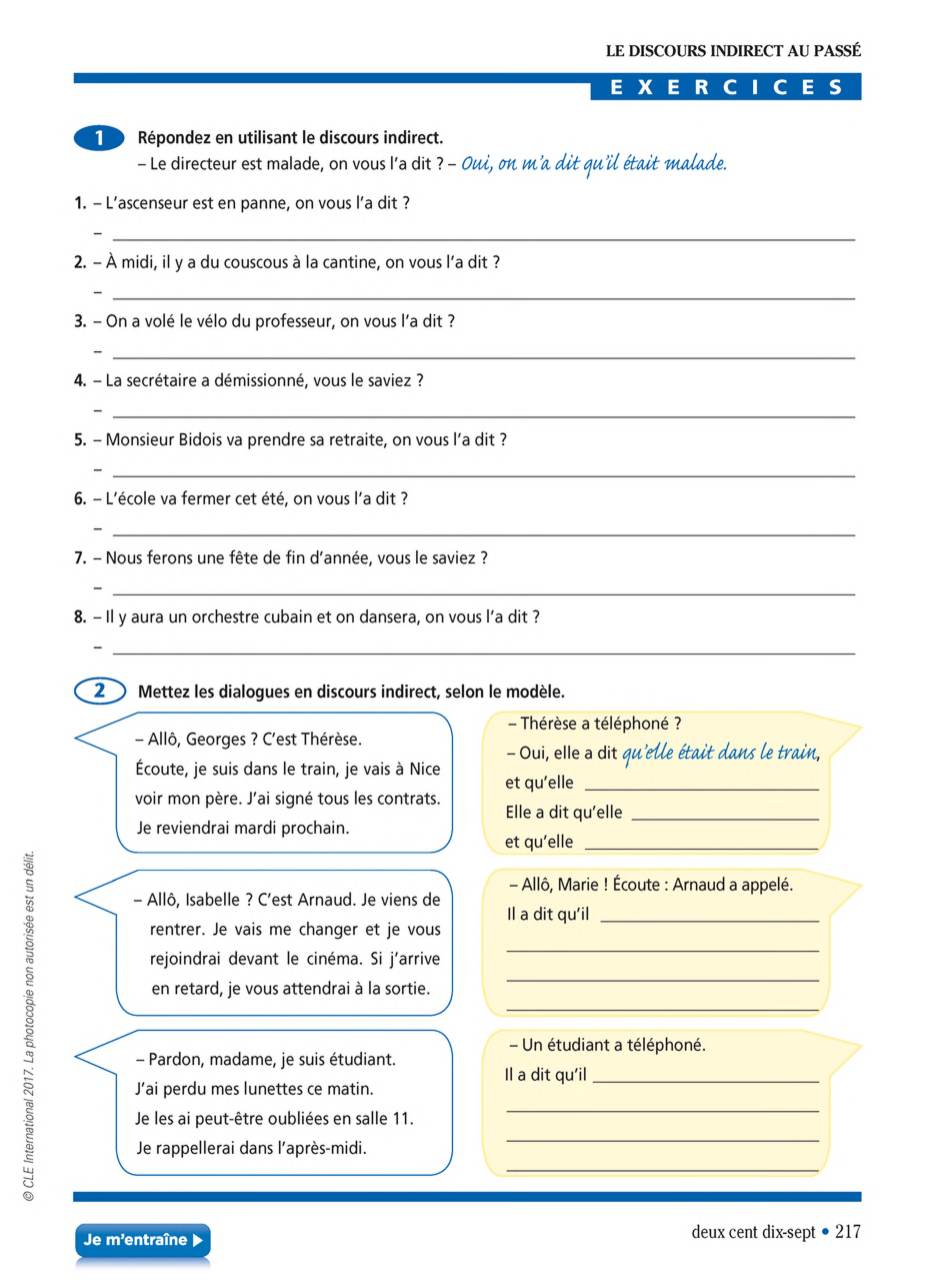 LE DISCOURS INDIRECT AU PASSÉ
EXERCICES
1 Répondez en utilisant le discours indirect.
– Le directeur est malade, on vous l'a dit ? – Oui, on m'a dit qu'il était malade.
1. – L'ascenseur est en panne, on vous l'a dit ?
–
2. – À midi, il y a du couscous à la cantine, on vous l'a dit ?
–
3. – On a volé le vélo du professeur, on vous l'a dit ?
–
4. – La secrétaire a démissionné, vous le saviez ?
–
5. – Monsieur Bidois va prendre sa retraite, on vous l'a dit ?
–
6. – L'école va fermer cet été, on vous l'a dit ?
–
7. – Nous ferons une fête de fin d'année, vous le saviez ?
–
8. – Il y aura un orchestre cubain et on dansera, on vous l'a dit ?
–
2 Mettez les dialogues en discours indirect, selon le modèle.
– Allô, Georges ? C'est Thérèse.
Écoute, je suis dans le train, je vais à Nice
voir mon père. J'ai signé tous les contrats.
Je reviendrai mardi prochain.
– Thérèse a téléphoné ?
– Oui, elle a dit qu'elle était dans le train,
et qu'elle
Elle a dit qu'elle
et qu'elle
– Allô, Isabelle ? C'est Arnaud. Je viens de
rentrer. Je vais me changer et je vous
rejoindrai devant le cinéma. Si j'arrive
en retard, je vous attendrai à la sortie.
– Allô, Marie ! Écoute : Arnaud a appelé.
Il a dit qu'il
– Pardon, madame, je suis étudiant.
J'ai perdu mes lunettes ce matin.
Je les ai peut-être oubliées en salle 11.
Je rappellerai dans l'après-midi.
– Un étudiant a téléphoné.
Il a dit qu'il
© CLE International 2017. La photocopie non autorisée est un délit.
Je m'entraîne
deux cent dix-sept • 217